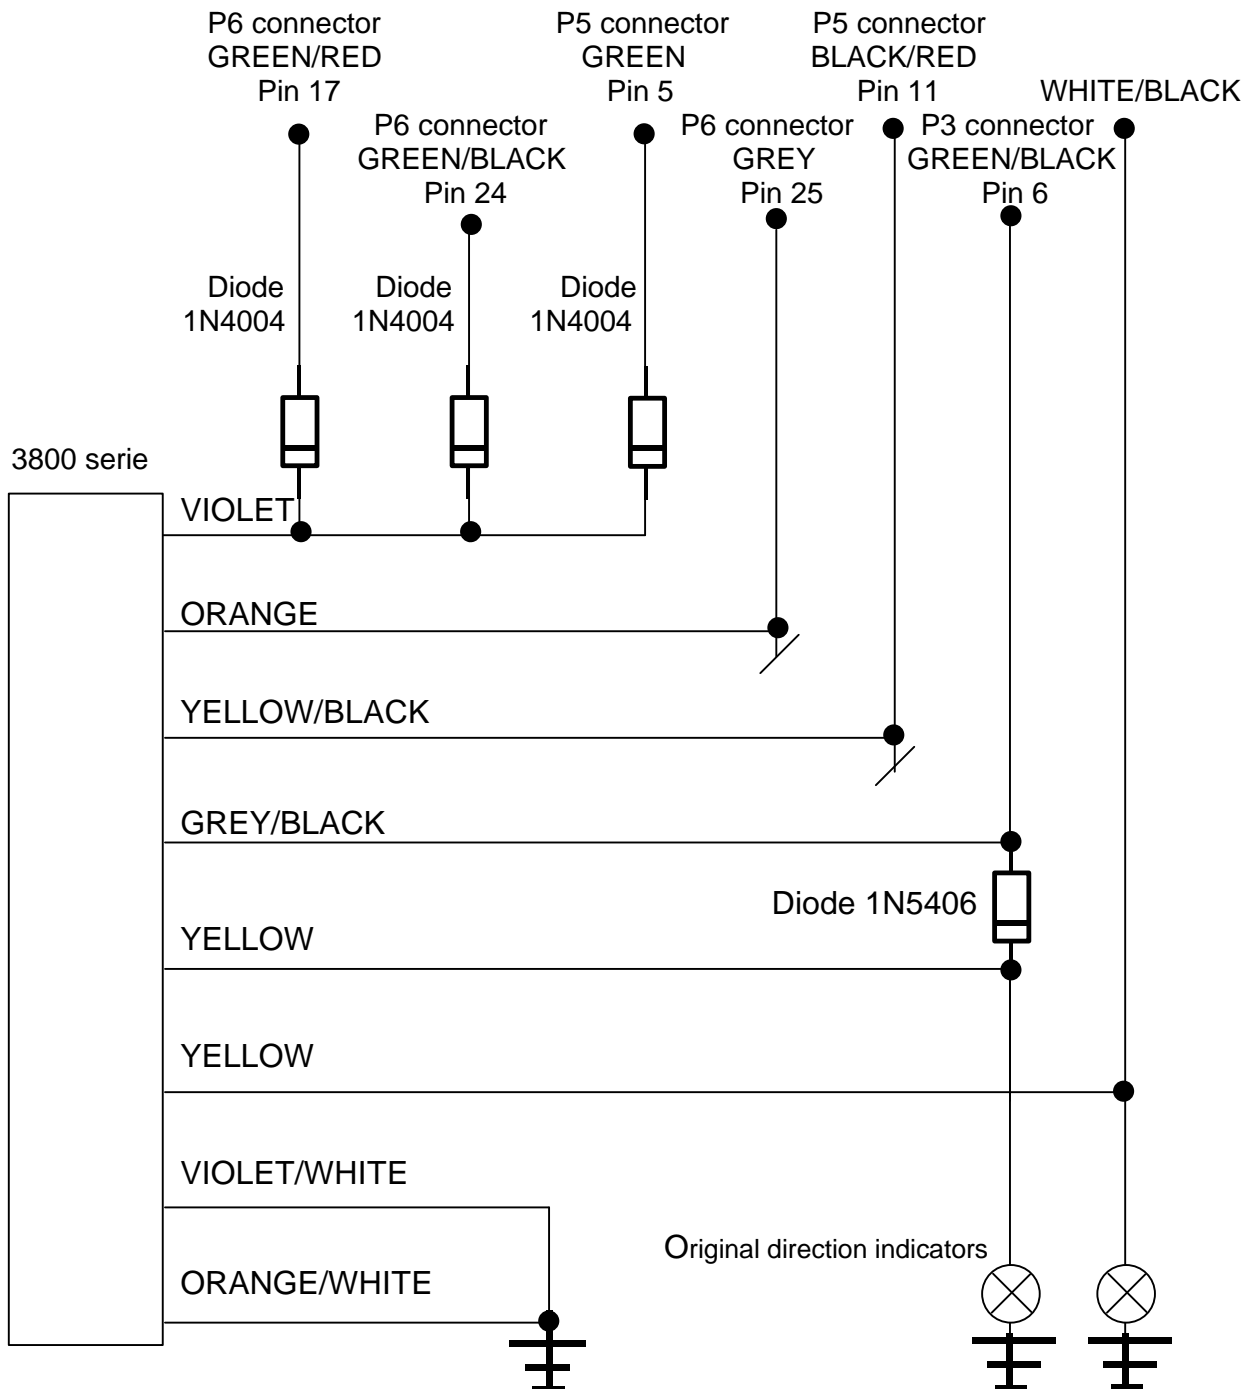 P6 connector
GREEN/RED
Pin 17
P5 connector
GREEN
Pin 5
P5 connector
BLACK/RED
Pin 11
WHITE/BLACK
P6 connector
GREEN/BLACK
Pin 24
P6 connector
GREY
Pin 25
P3 connector
GREEN/BLACK
Pin 6
Diode
1N4004
Diode
1N4004
Diode
1N4004
3800 serie
VIOLET
ORANGE
YELLOW/BLACK
GREY/BLACK
Diode 1N5406
YELLOW
YELLOW
VIOLET/WHITE
Original direction indicators
ORANGE/WHITE